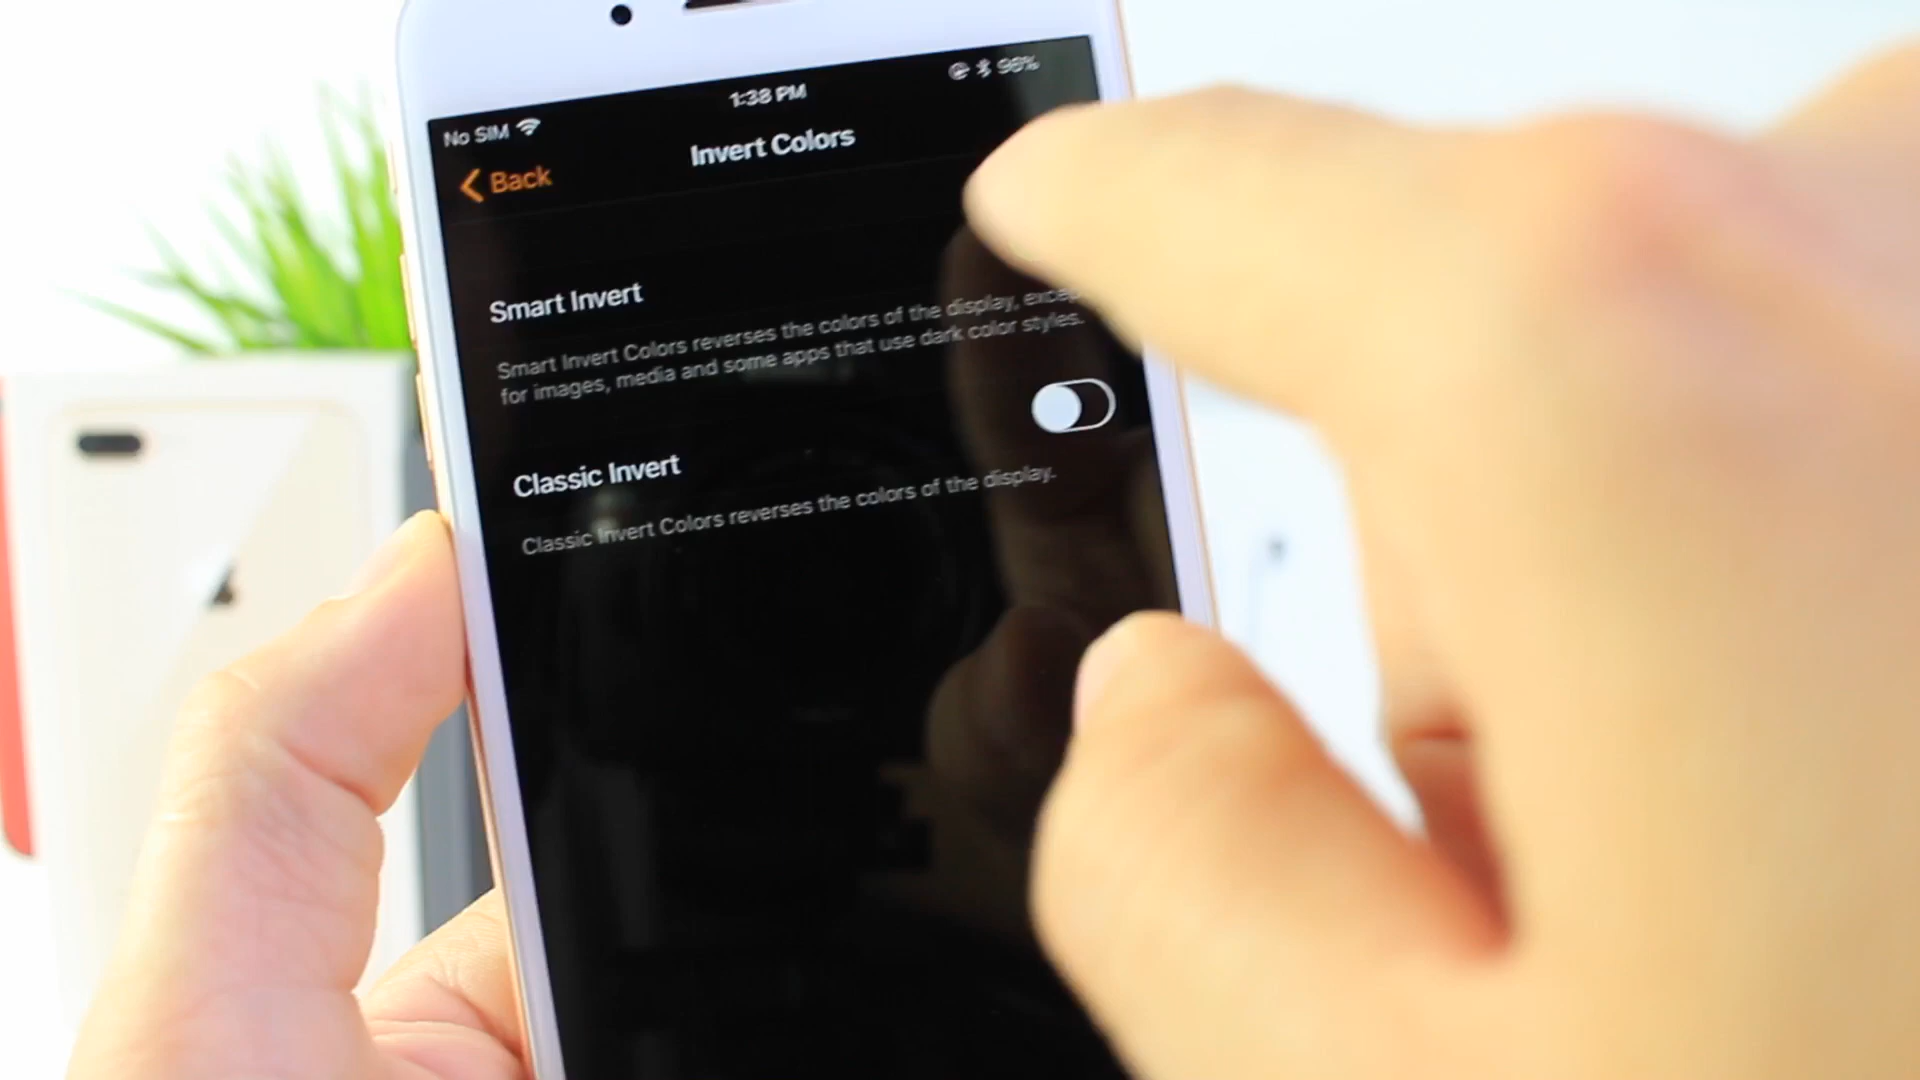 No SIM 1:38 PM 96%
Back Invert Colors
Smart Invert
Smart Invert Colors reverses the colors of the display, except
for images, media and some apps that use dark color styles.
Classic Invert
Classic Invert Colors reverses the colors of the display.